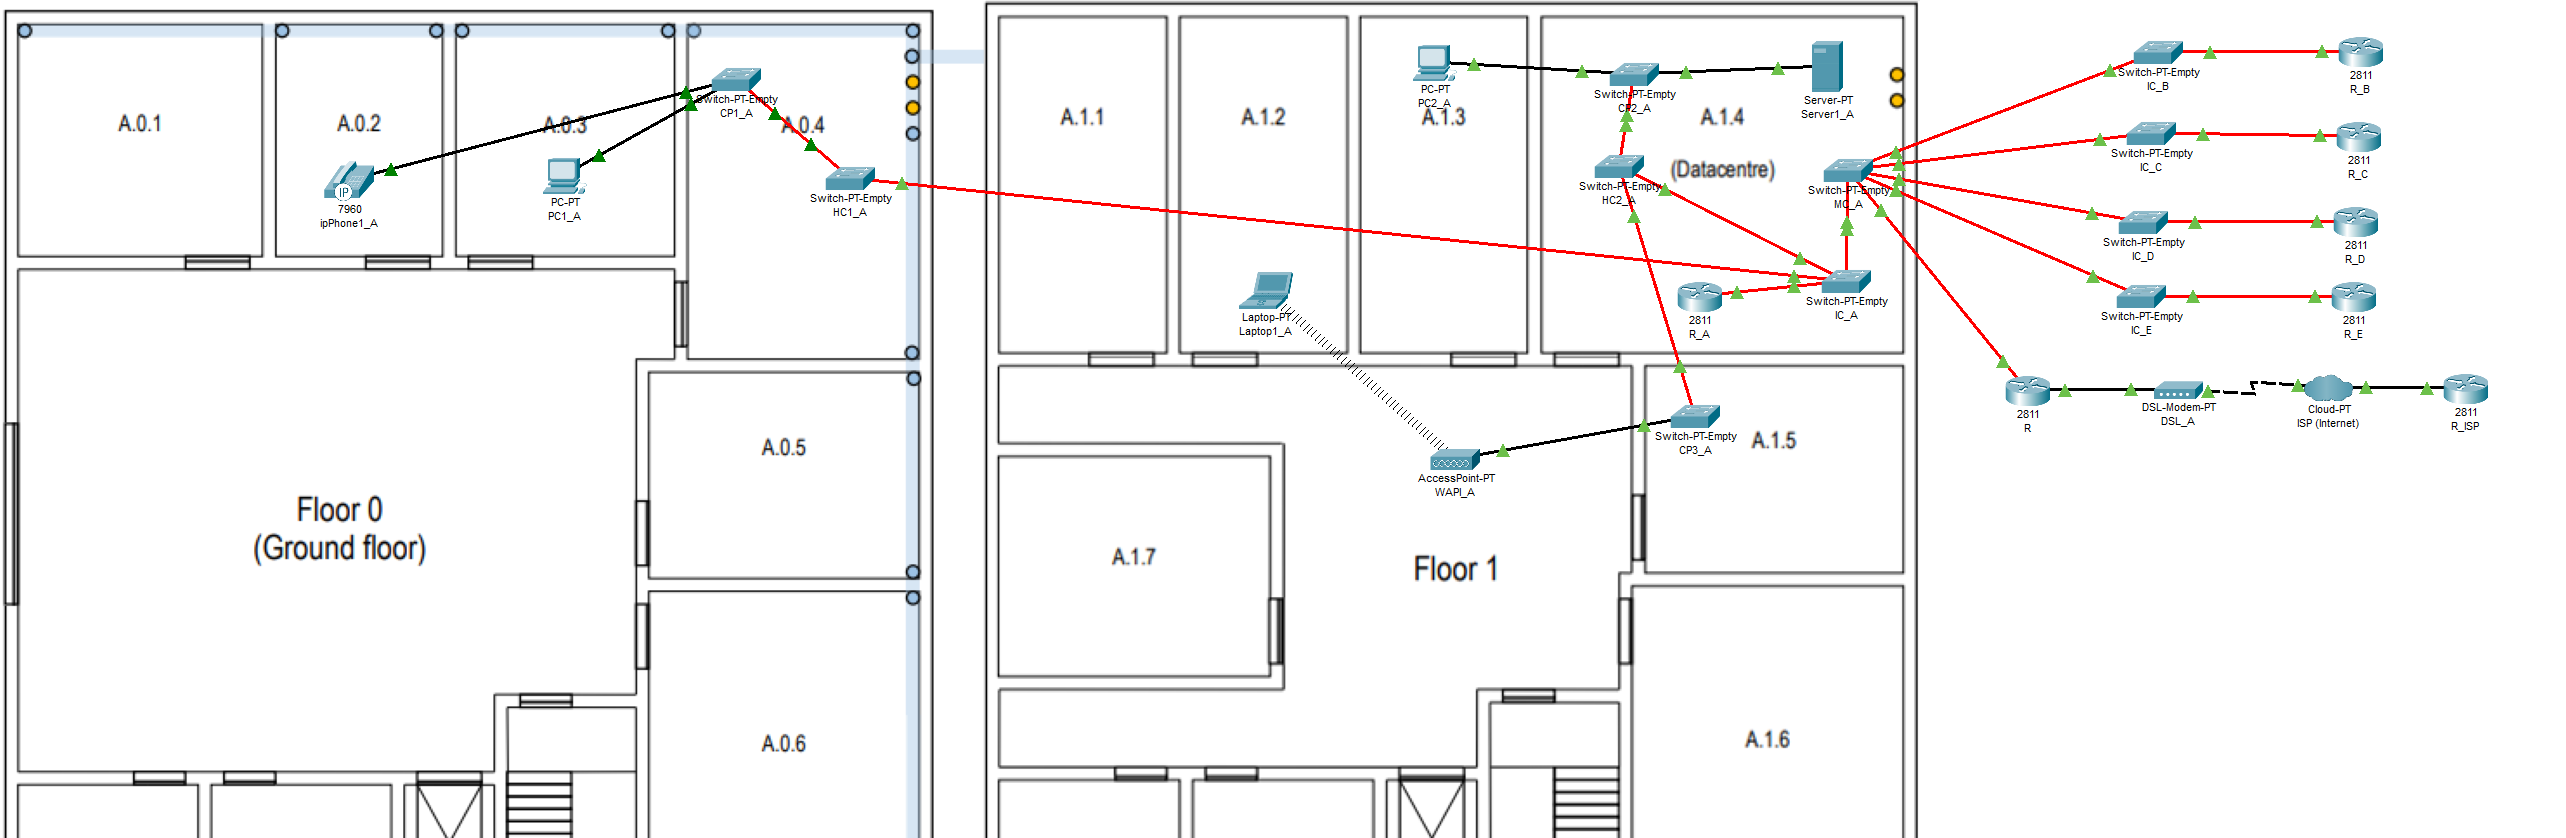 A.0.1
A.0.2
A.0.3
A.0.4
Switch-PT-Empty
CP1_A
IP
7960
ipPhone1_A
PC-PT
PC1_A
Switch-PT-Empty
HC1_A
A.0.5
Floor 0
(Ground floor)
A.0.6
A.1.1
A.1.2
A.1.3
A.1.4
(Datacentre)
PC-PT
PC2_A
Switch-PT-Empty
CP2_A
Server-PT
Server1_A
Switch-PT-Empty
HC2_A
Switch-PT-Empty
MC_A
Laptop-PT
Laptop1_A
2811
R_A
Switch-PT-Empty
IC_A
Switch-PT-Empty
CP3_A
A.1.5
AccessPoint-PT
WAPI_A
A.1.7
Floor 1
A.1.6
Switch-PT-Empty
IC_B
2811
R_B
Switch-PT-Empty
IC_C
2811
R_C
Switch-PT-Empty
IC_D
2811
R_D
Switch-PT-Empty
IC_E
2811
R_E
2811
R
DSL-Modem-PT
DSL_A
Cloud-PT
ISP (Internet)
2811
R_ISP